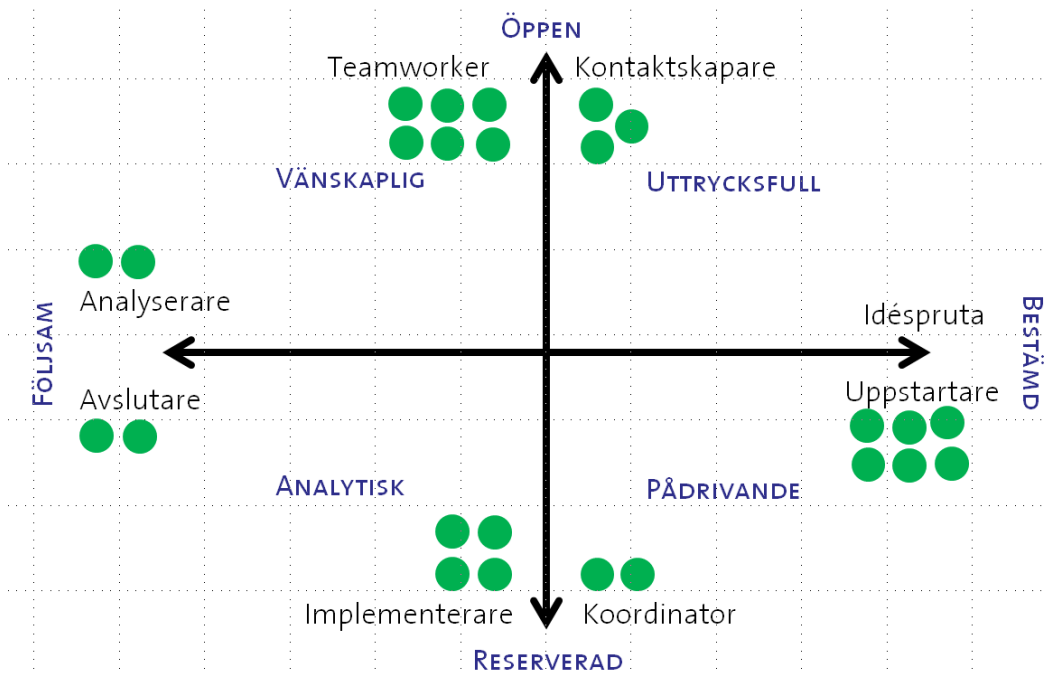 ÖPPEN
Teamworker
Kontaktskapare
VÄNSKAPLIG
UTTRYCKSFULL
Analyserare
FÖLJSAM
Idéspruta
BESTÄMD
Avslutare
Uppstartare
ANALYTISK
PÅDRIVANDE
Implementerare
Koordinator
RESERVERAD